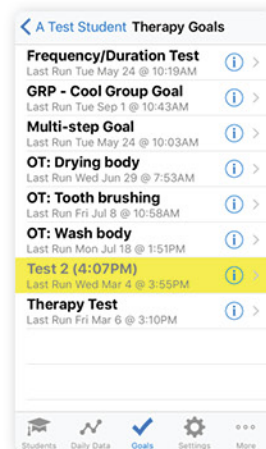 A Test Student Therapy Goals
Frequency/Duration Test
Last Run Tue May 24 @ 10:19AM
GRP - Cool Group Goal
Last Run Tue Sep 1 @ 10:43AM
Multi-step Goal
Last Run Tue May 24 @ 10:03AM
OT: Drying body
Last Run Wed Jun 29 @ 7:53AM
OT: Tooth brushing
Last Run Fri Jul 8 @ 10:58AM
OT: Wash body
Last Run Mon Jul 18 @ 1:51PM
Test 2 (4:07PM)
Last Run Wed Mar 4 @ 3:55PM
Therapy Test
Last Run Fri Mar 6 @ 3:10PM
Students Daily Data Goals Settings More